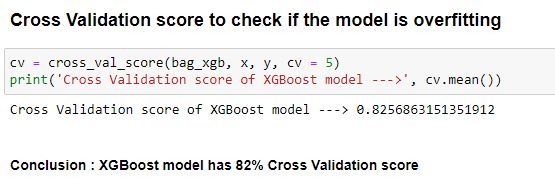 Cross Validation score to check if the model is overfitting
cv = cross_val_score(bag_xgb, x, y, cv = 5)
print('Cross Validation score of XGBoost model --->', cv.mean())
Cross Validation score of XGBoost model ---> 0.8256863151351912
Conclusion : XGBoost model has 82% Cross Validation score